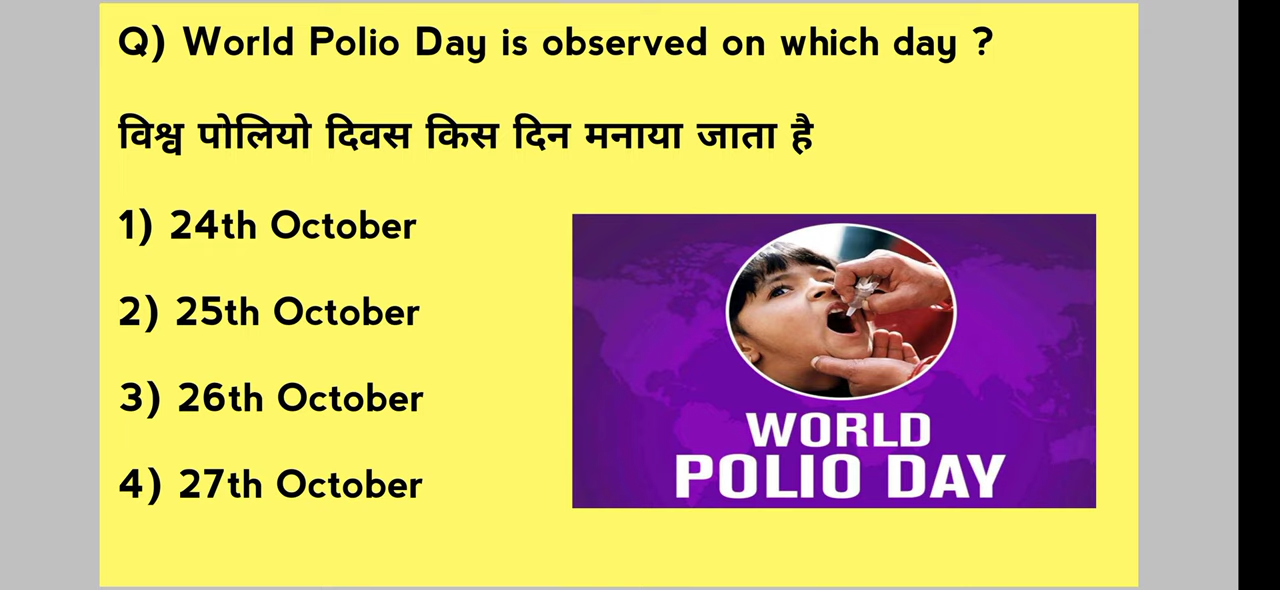 Q) World Polio Day is observed on which day ?
विश्व पोलियो दिवस किस दिन मनाया जाता है
1) 24th October
2) 25th October
3) 26th October
4) 27th October
WORLD
POLIO DAY